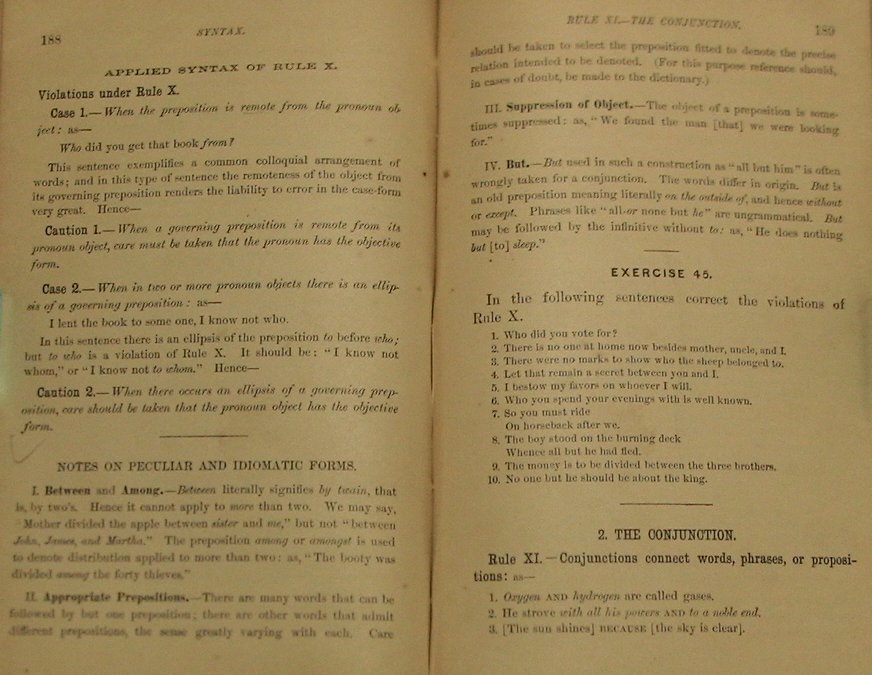 188
SYNTAX.
APPLIED SYNTAX OF RULE X.
Violations under Rule X.
Case 1.—When the preposition is remote from the pronoun ob-
ject: as—
Who did you get that book from?
This sentence exemplifies a common colloquial arrangement of
words; and in this type of sentence the remoteness of the object from
its governing preposition renders the liability to error in the case-form
very great. Hence—
Caution 1.—When a governing preposition is remote from its
pronoun object, care must be taken that the pronoun has the objective
form.
Case 2.—When in two or more pronoun objects there is an ellip-
sis of a governing preposition: as—
I lent the book to some one, I know not who.
In this sentence there is an ellipsis of the preposition to before who;
but to who is a violation of Rule X. It should be: "I know not
whom," or "I know not to whom." Hence—
Caution 2.—When there occurs an ellipsis of a governing prep-
osition, care should be taken that the pronoun object has the objective
form.
NOTES ON PECULIAR AND IDIOMATIC FORMS.
I. Between and Among.—Between literally signifies by twain, that
is, by two's. Hence it cannot apply to more than two. We may say,
"Mother divided the apple between sister and me," but not "between
John, James, and Martha." The preposition among or amongst is used
to denote distribution applied to more than two: as, "The booty was
divided among the forty thieves."
II. Appropriate Prepositions.—There are many words that can be
followed by but one preposition; there are other words that admit
different prepositions, the sense greatly varying with each. Care
RULE XI.—THE CONJUNCTION.
189
should be taken to select the preposition fitted to denote the precise
relation intended to be denoted. (For this purpose reference should,
in cases of doubt, be made to the dictionary.)
III. Suppression of Object.—The object of a preposition is some-
times suppressed: as, "We found the man [that] we were looking
for."
IV. But.—But used in such a construction as "all but him" is often
wrongly taken for a conjunction. The words differ in origin. But is
an old preposition meaning literally on the outside of, and hence without
or except. Phrases like "all or none but he" are ungrammatical. But
may be followed by the infinitive without to: as, "He does nothing
but [to] sleep."
EXERCISE 45.
In the following sentences correct the violations of
Rule X.
1. Who did you vote for?
2. There is no one at home now besides mother, uncle, and I.
3. There were no marks to show who the sheep belonged to.
4. Let that remain a secret between you and I.
5. I bestow my favors on whoever I will.
6. Who you spend your evenings with is well known.
7. So you must ride
On horseback after we.
8. The boy stood on the burning deck
Whence all but he had fled.
9. The money is to be divided between the three brothers.
10. No one but he should be about the king.
2. THE CONJUNCTION.
Rule XI.—Conjunctions connect words, phrases, or proposi-
tions: as—
1. Oxygen AND hydrogen are called gases.
2. He strove with all his powers AND to a noble end.
3. [The sun shines] BECAUSE [the sky is clear].